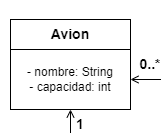 Avion
- nombre: String
- capacidad: int
0..*
1